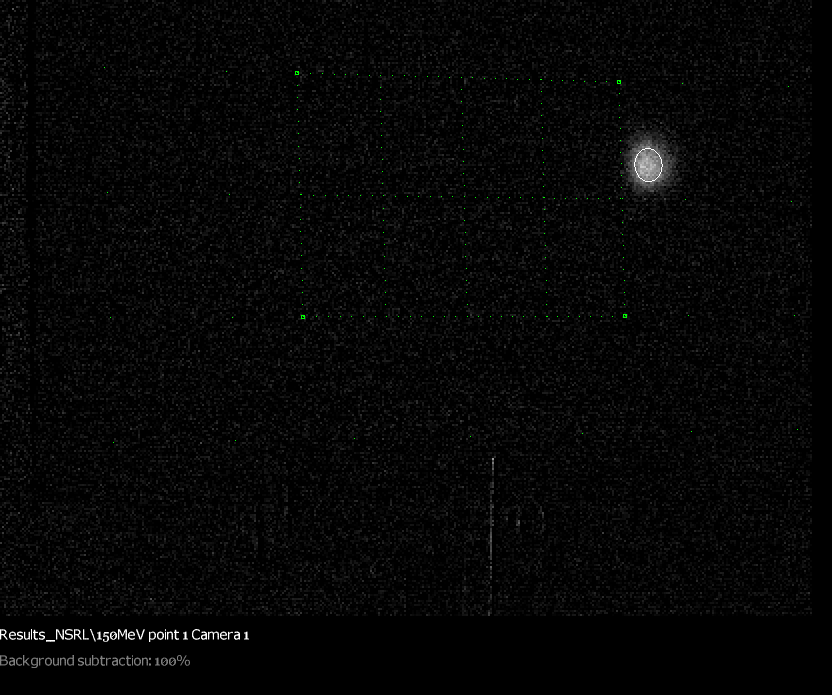 Results_NSRL\150MeV point 1 Camera 1
Background subtraction: 100%